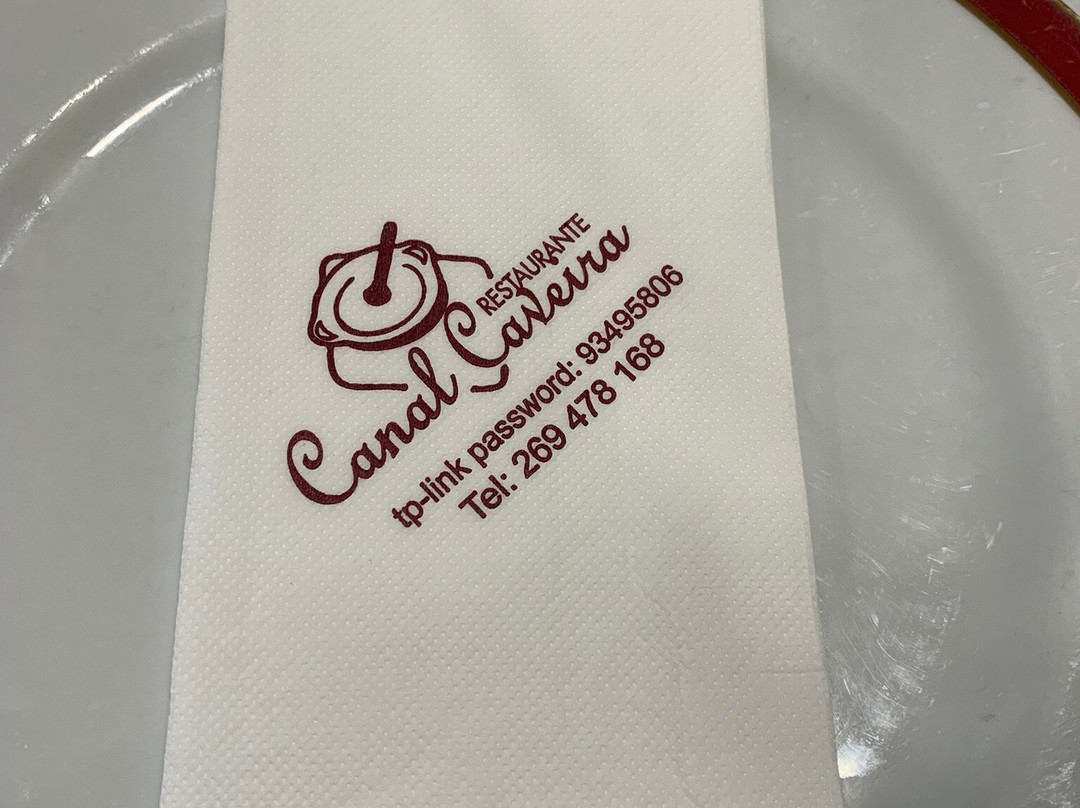 RESTAURANTE
Canal Caveira
tp-link password: 93495806
Tel: 269 478 168